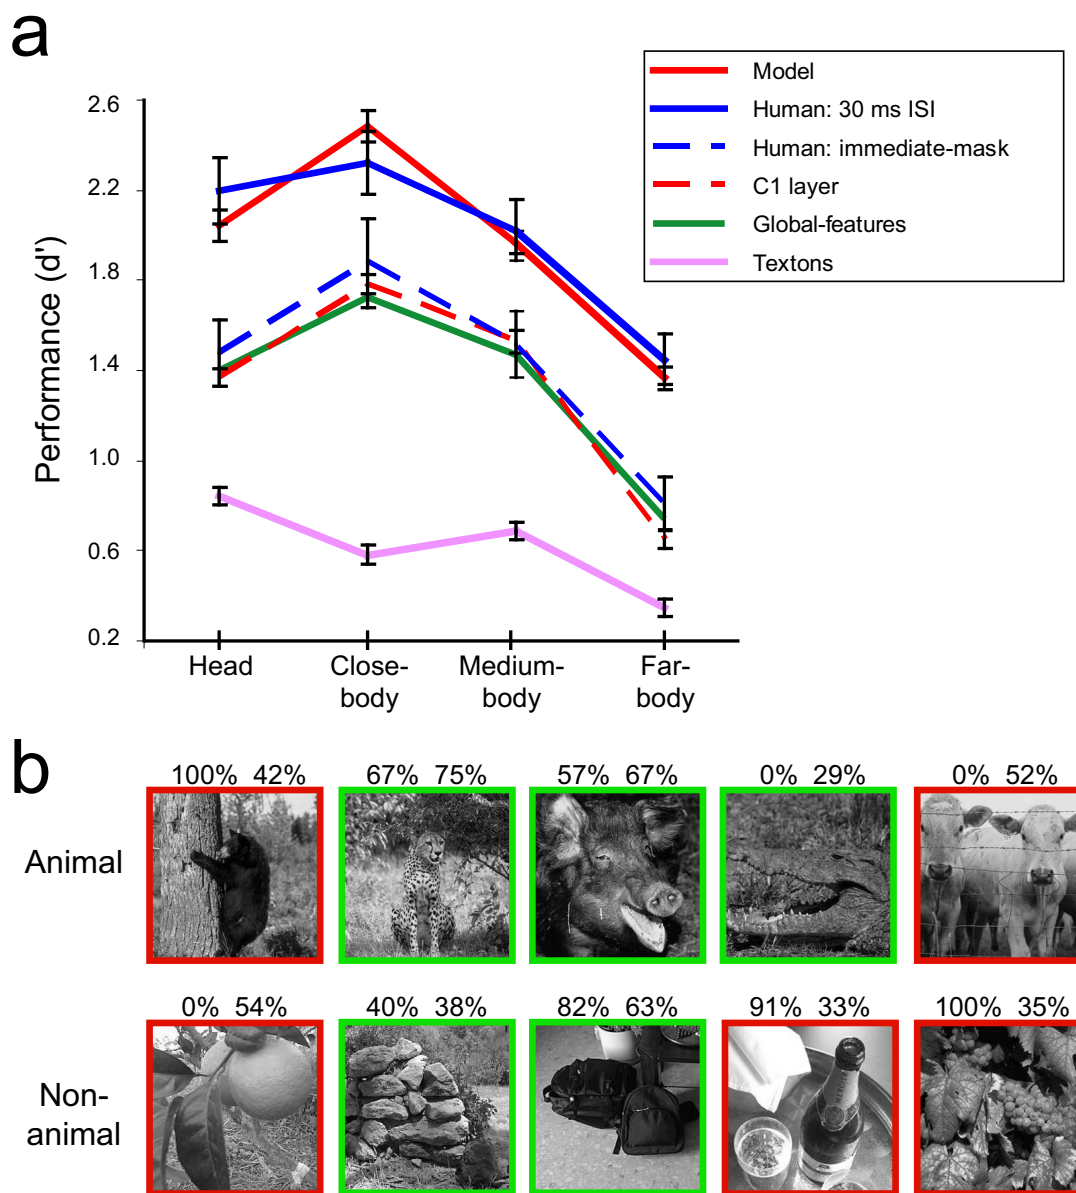 a
Model
Human: 30 ms ISI
Human: immediate-mask
C1 layer
Global-features
Textons
Performance (d')
2.6
2.2
1.8
1.4
1.0
0.6
0.2
Head
Close-
body
Medium-
body
Far-
body
b
100% 42%
67% 75%
57% 67%
0% 29%
0% 52%
Animal
0% 54%
40% 38%
82% 63%
91% 33%
100% 35%
Non-
animal